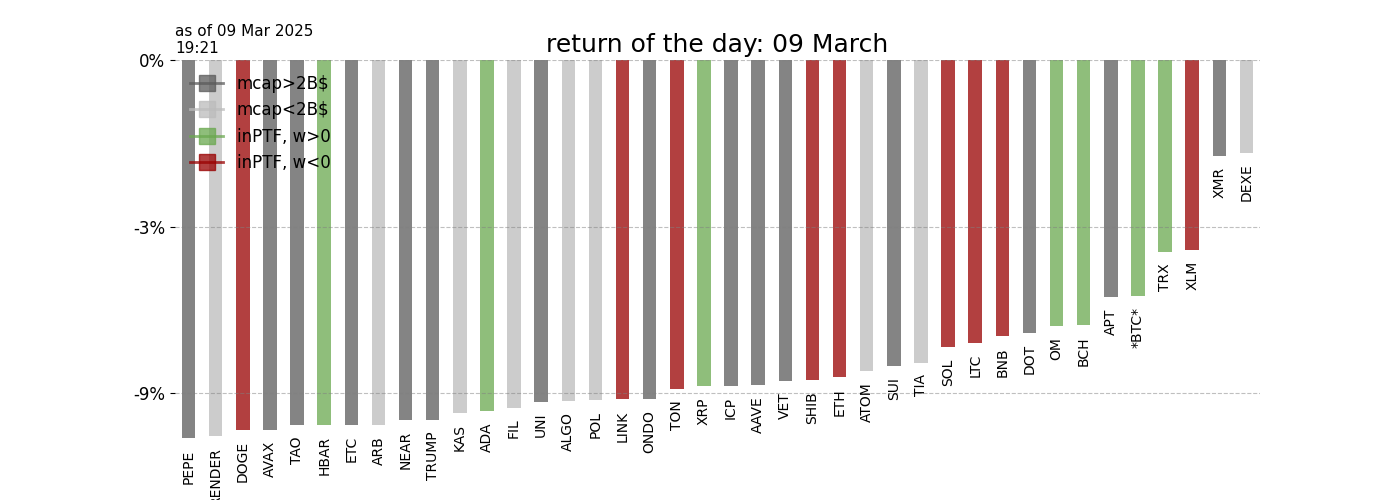 as of 09 Mar 2025
19:21
return of the day: 09 March
0%
-3%
-9%
mcap>2B$
mcap<2B$
inPTF, w>0
inPTF, w<0
PEPE
RENDER
DOGE
AVAX
TAO
HBAR
ETC
ARB
NEAR
TRUMP
KAS
ADA
FIL
UNI
ALGO
POL
LINK
ONDO
TON
XRP
ICP
AAVE
VET
SHIB
ETH
ATOM
SUI
TIA
SOL
LTC
BNB
DOT
OM
BCH
APT
*BTC*
TRX
XLM
XMR
DEXE